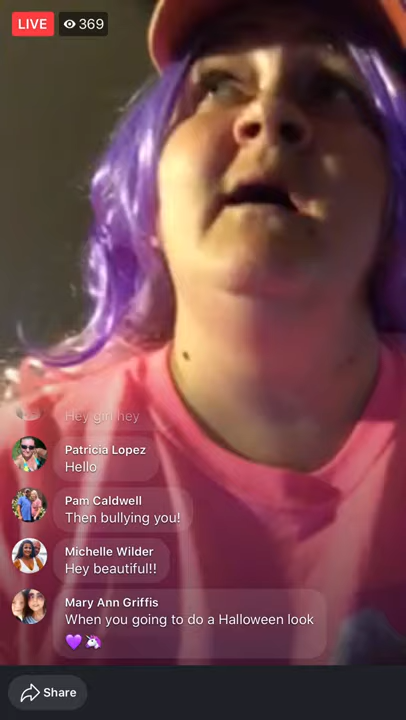 LIVE 369
Hey girl hey
Patricia Lopez
Hello
Pam Caldwell
Then bullying you!
Michelle Wilder
Hey beautiful!!
Mary Ann Griffis
When you going to do a Halloween look
💜🦄
Share